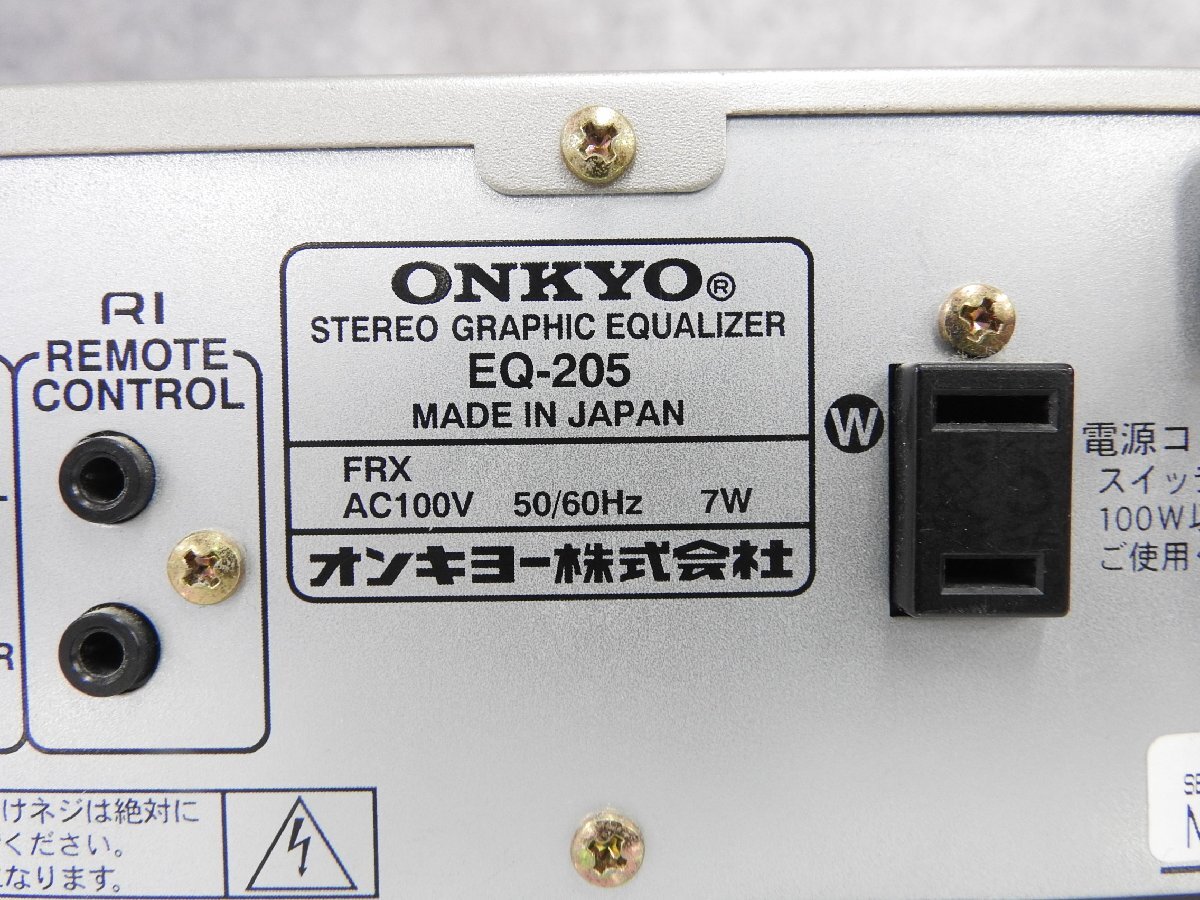 ONKYO®
STEREO GRAPHIC EQUALIZER
EQ-205
MADE IN JAPAN
FRX
AC100V 50/60Hz 7W
オンキヨー株式会社
RI
REMOTE
CONTROL
R
W
電源コ
スイッチ
100W以
ご使用く
けネジは絶対に
ください。
なります。